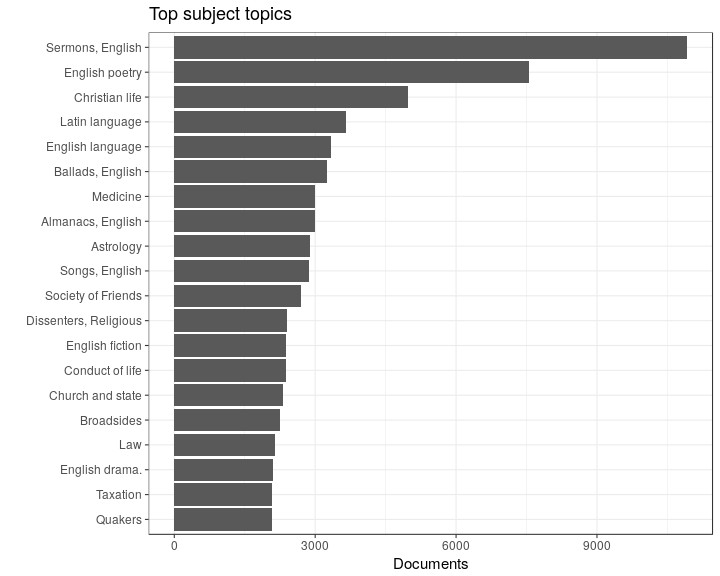 Top subject topics
Sermons, English
English poetry
Christian life
Latin language
English language
Ballads, English
Medicine
Almanacs, English
Astrology
Songs, English
Society of Friends
Dissenters, Religious
English fiction
Conduct of life
Church and state
Broadsides
Law
English drama.
Taxation
Quakers
0 3000 6000 9000
Documents